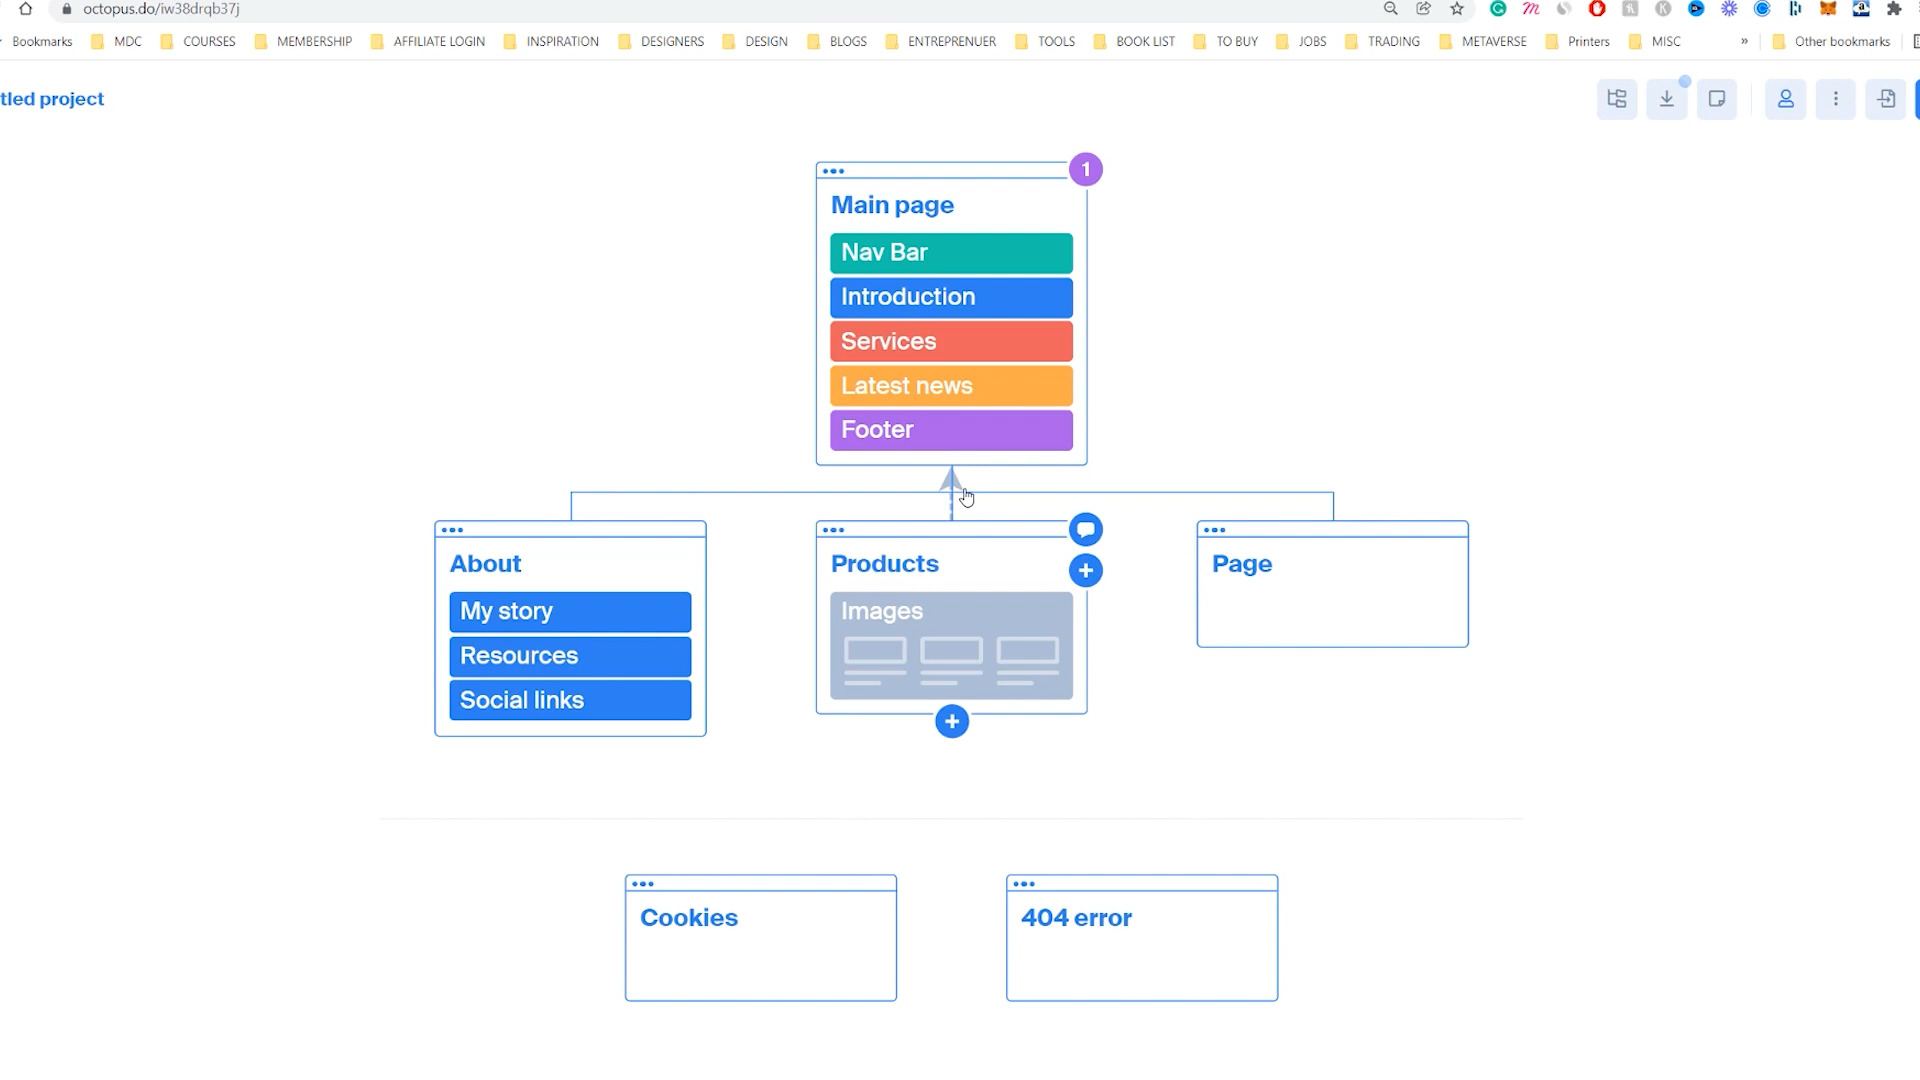 octopus.do/iw38drqb37j
Bookmarks MDC COURSES MEMBERSHIP AFFILIATE LOGIN INSPIRATION DESIGNERS DESIGN BLOGS ENTREPRENUER TOOLS BOOK LIST TO BUY JOBS TRADING METAVERSE Printers MISC » Other bookmarks
tled project
1
Main page
Nav Bar
Introduction
Services
Latest news
Footer
About
My story
Resources
Social links
Products
Images
Page
Cookies
404 error